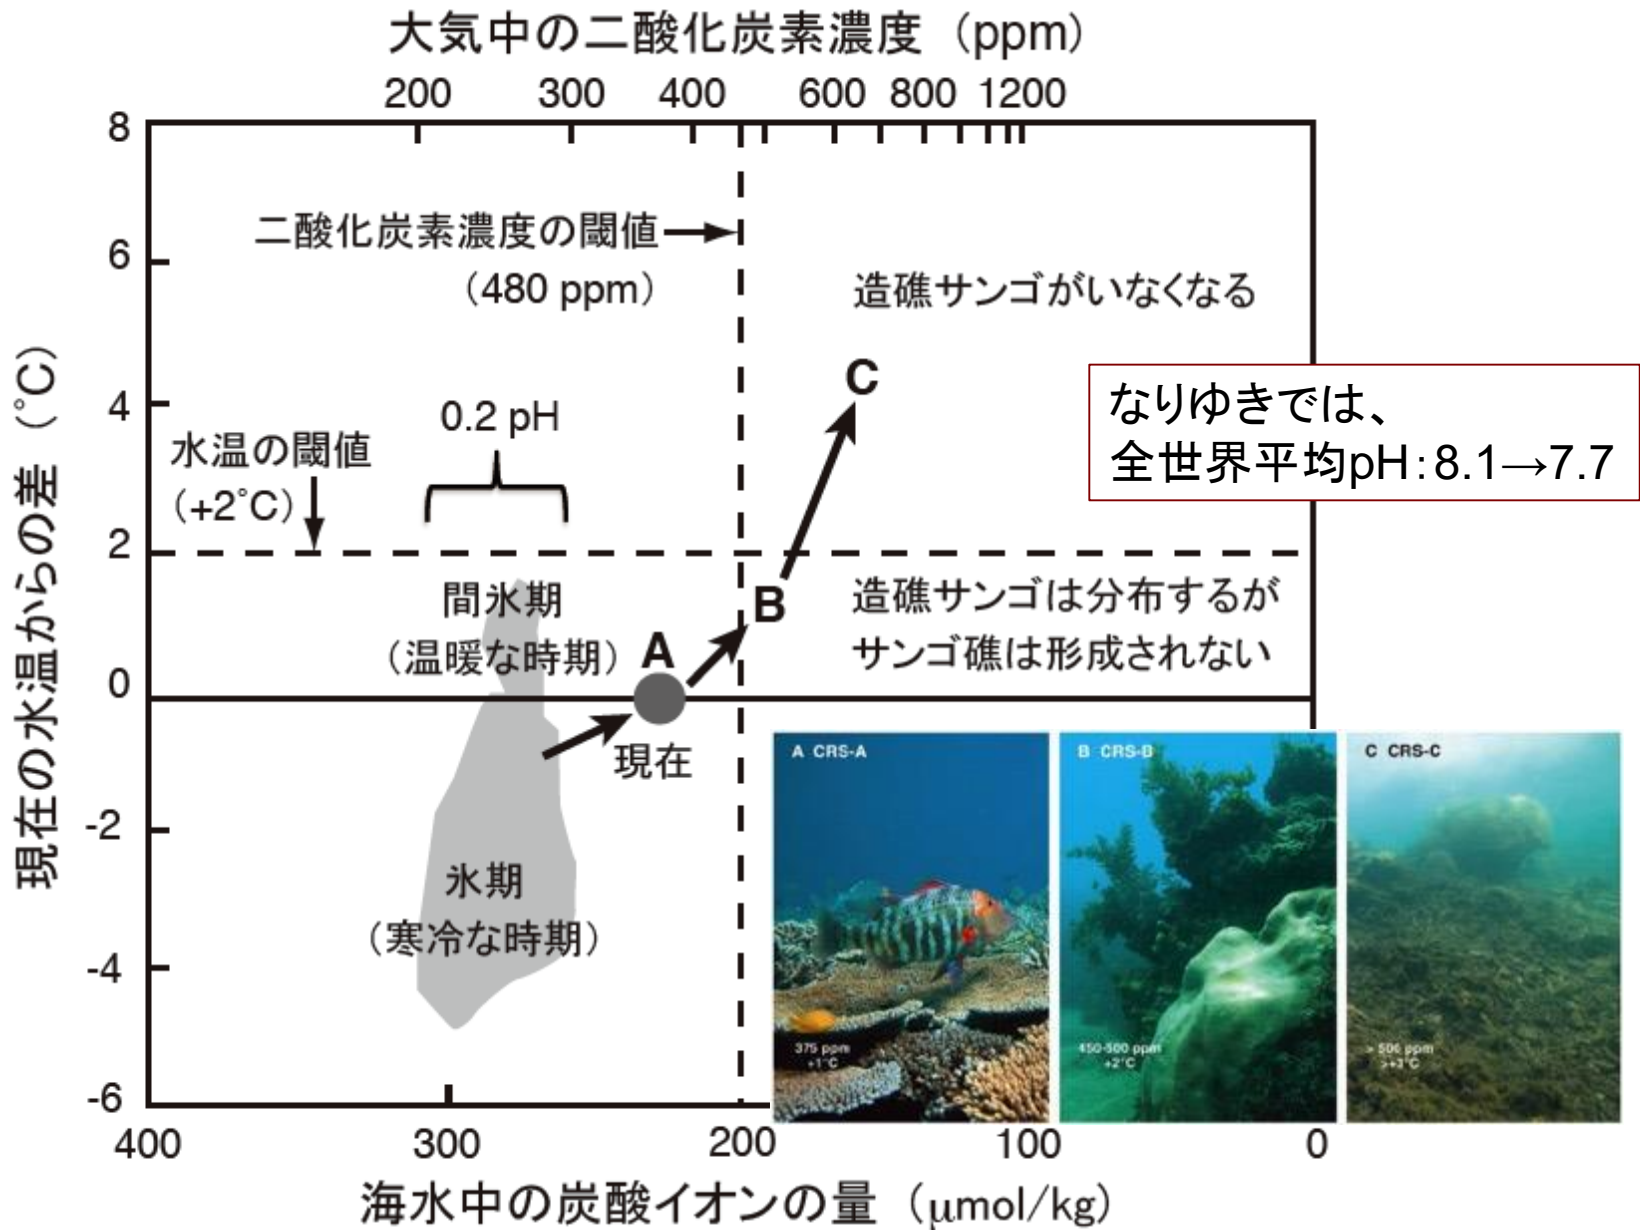 大気中の二酸化炭素濃度 (ppm)
200 300 400 600 800 1200
8
二酸化炭素濃度の閾値
6
(480 ppm)
造礁サンゴがいなくなる
C
なりゆきでは、
全世界平均pH：8.1→7.7
4
0.2 pH
水温の閾値
(+2˚C)
2
間氷期
(温暖な時期)
A
B
造礁サンゴは分布するが
サンゴ礁は形成されない
0
現在
-2
氷期
(寒冷な時期)
-4
-6
現在の水温からの差 (˚C)
A CRS-A
375 ppm
+1°C
B CRS-B
450-500 ppm
+2°C
C CRS-C
> 500 ppm
>+3°C
400 300 200 100 0
海水中の炭酸イオンの量 (μmol/kg)